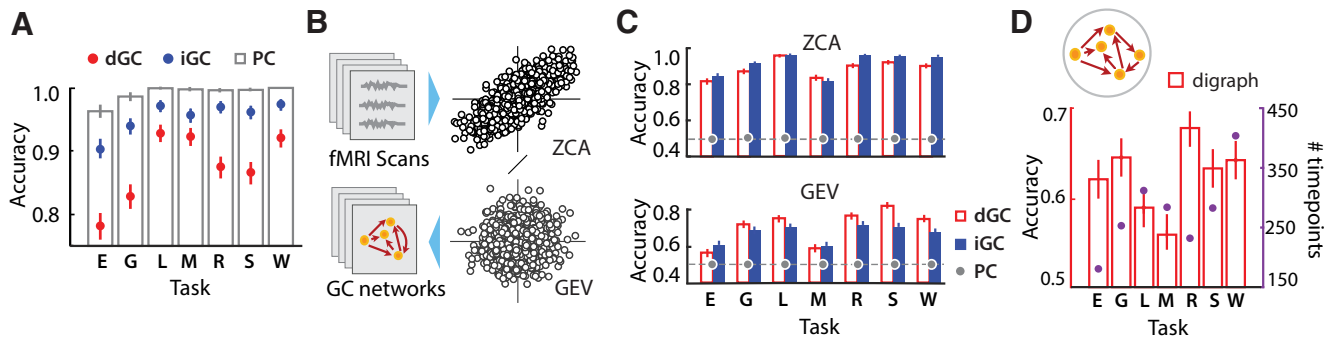 A
dGC iGC PC
Accuracy
1.0
0.9
0.8
E G L M R S W
Task
B
fMRI Scans
GC networks
ZCA
GEV
C
ZCA
Accuracy
1.0
0.8
0.6
0.4
GEV
Accuracy
0.8
0.6
0.4
dGC
iGC
PC
E G L M R S W
Task
D
digraph
Accuracy
0.7
0.6
0.5
# timepoints
450
350
250
150
E G L M R S W
Task